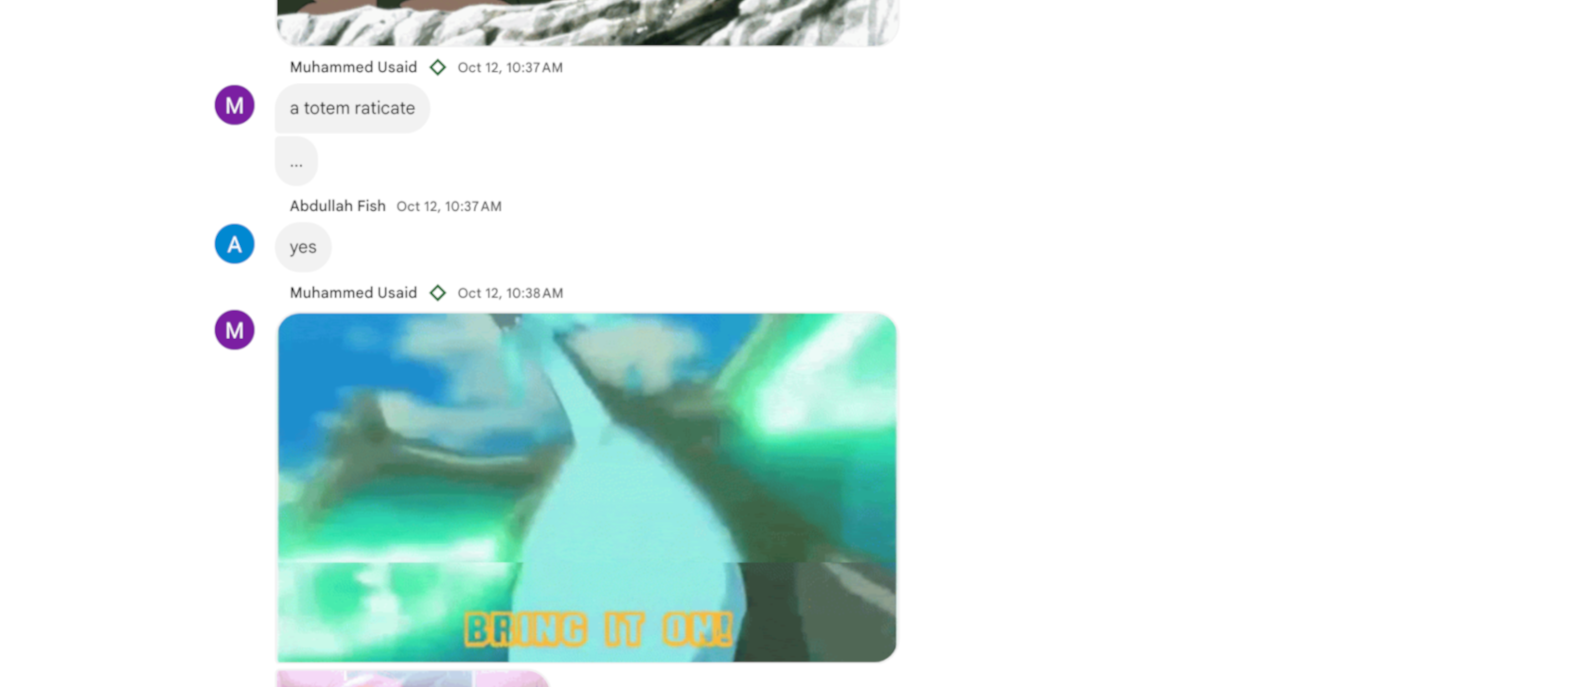 Muhammed Usaid Oct 12, 10:37 AM
M
a totem raticate
...
Abdullah Fish Oct 12, 10:37 AM
A
yes
Muhammed Usaid Oct 12, 10:38 AM
M
BRING IT ON!